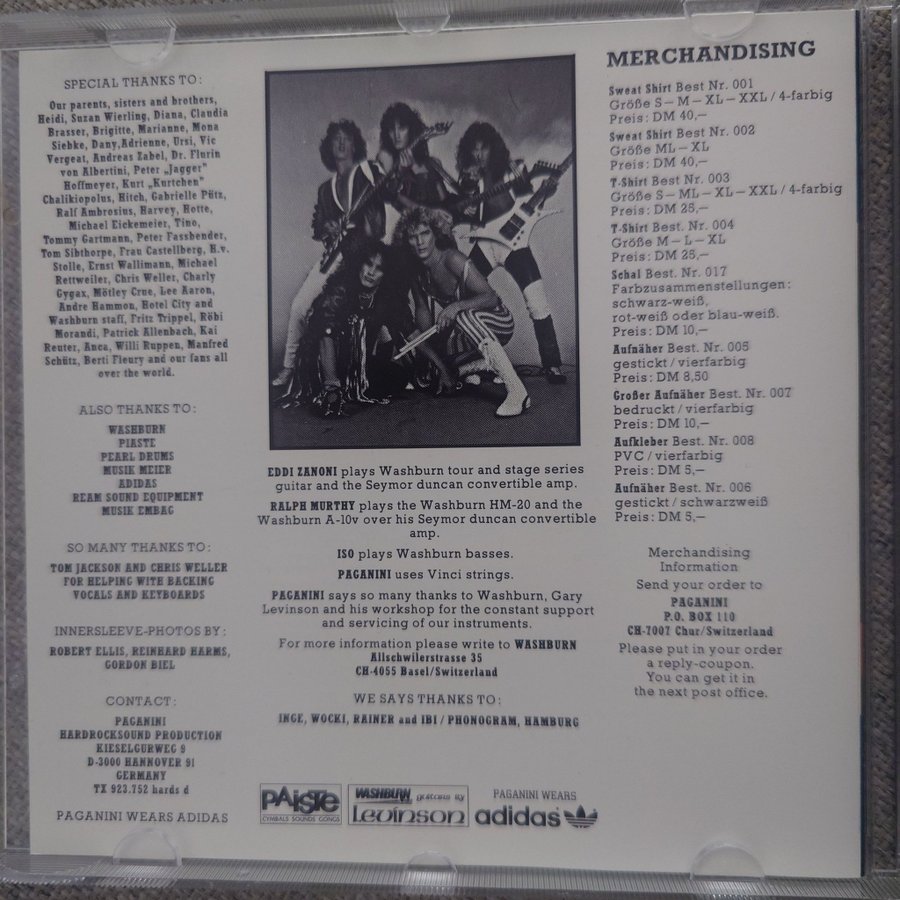 SPECIAL THANKS TO:
Our parents, sisters and brothers,
Heidi, Suzan Wierling, Diana, Claudia
Brasser, Brigitte, Marianne, Mona
Siebke, Dany,Adrienne, Ursi, Vic
Vergeat, Andreas Zabel, Dr. Flurin
von Albertini, Peter „Jagger"
Hoffmeyer, Kurt „Kurtchen"
Chalikiopolus, Hitch, Gabrielle Pütz,
Ralf Ambrosius, Harvey, Hotte,
Michael Eickemeier, Tino,
Tommy Gartmann, Peter Fassbender,
Tom Sibthorpe, Frau Castellberg, H.v.
Stolle, Ernst Wallimann, Michael
Rettweiler, Chris Weller, Charly
Gygax, Mötley Crue, Lee Aaron,
Andre Hammon, Hotel City and
Washburn staff, Fritz Trippel, Röbi
Morandi, Patrick Allenbach, Kai
Reuter, Anca, Willi Ruppen, Manfred
Schütz, Berti Fleury and our fans all
over the world.
ALSO THANKS TO:
WASHBURN
PIASTE
PEARL DRUMS
MUSIK MEIER
ADIDAS
REAM SOUND EQUIPMENT
MUSIK EMBAG
SO MANY THANKS TO:
TOM JACKSON AND CHRIS WELLER
FOR HELPING WITH BACKING
VOCALS AND KEYBOARDS
INNERSLEEVE-PHOTOS BY:
ROBERT ELLIS, REINHARD HARMS,
GORDON BIEL
CONTACT:
PAGANINI
HARDROCKSOUND PRODUCTION
KIESELGURWEG 9
D-3000 HANNOVER 91
GERMANY
TX 923.752 hards d
PAGANINI WEARS ADIDAS
EDDI ZANONI plays Washburn tour and stage series
guitar and the Seymor duncan convertible amp.
RALPH MURTHY plays the Washburn HM-20 and the
Washburn A-10v over his Seymor duncan convertible
amp.
ISO plays Washburn basses.
PAGANINI uses Vinci strings.
PAGANINI says so many thanks to Washburn, Gary
Levinson and his workshop for the constant support
and servicing of our instruments.
For more information please write to WASHBURN
Allschwilerstrasse 35
CH-4055 Basel/Switzerland
WE SAYS THANKS TO:
INGE, WOCKI, RAINER and IBI / PHONOGRAM, HAMBURG
PAiSTe
CYMBALS SOUNDS GONGS
WASHBURN guitars by
Levinson
PAGANINI WEARS
adidas
MERCHANDISING
Sweat Shirt Best Nr. 001
Größe S – M – XL – XXL / 4-farbig
Preis: DM 40,–
Sweat Shirt Best Nr. 002
Größe ML – XL
Preis: DM 40,–
T-Shirt Best Nr. 003
Größe S – ML – XL – XXL / 4-farbig
Preis: DM 25,–
T-Shirt Best. Nr. 004
Größe M – L – XL
Preis: DM 25,–
Schal Best. Nr. 017
Farbzusammenstellungen:
schwarz-weiß,
rot-weiß oder blau-weiß.
Preis: DM 10,–
Aufnäher Best. Nr. 005
gestickt / vierfarbig
Preis: DM 8,50
Großer Aufnäher Best. Nr. 007
bedruckt / vierfarbig
Preis: DM 10,–
Aufkleber Best. Nr. 008
PVC / vierfarbig
Preis: DM 5,–
Aufnäher Best. Nr. 006
gestickt / schwarzweiß
Preis: DM 5,–
Merchandising
Information
Send your order to
PAGANINI
P.O. BOX 110
CH-7007 Chur/Switzerland
Please put in your order
a reply-coupon.
You can get it in
the next post office.